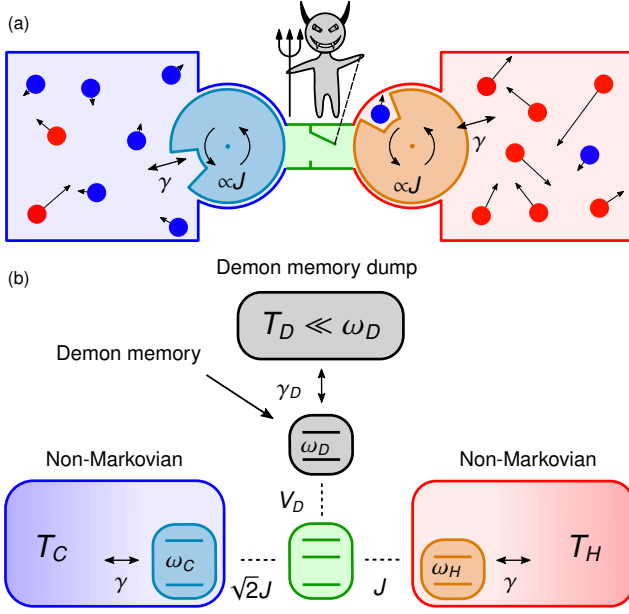 (a)
γ
∝J
∝J
γ
(b)
Demon memory dump
T_D ≪ ω_D
Demon memory
γ_D
ω_D
Non-Markovian
Non-Markovian
V_D
T_C
γ
ω_C
√2J
J
ω_H
γ
T_H